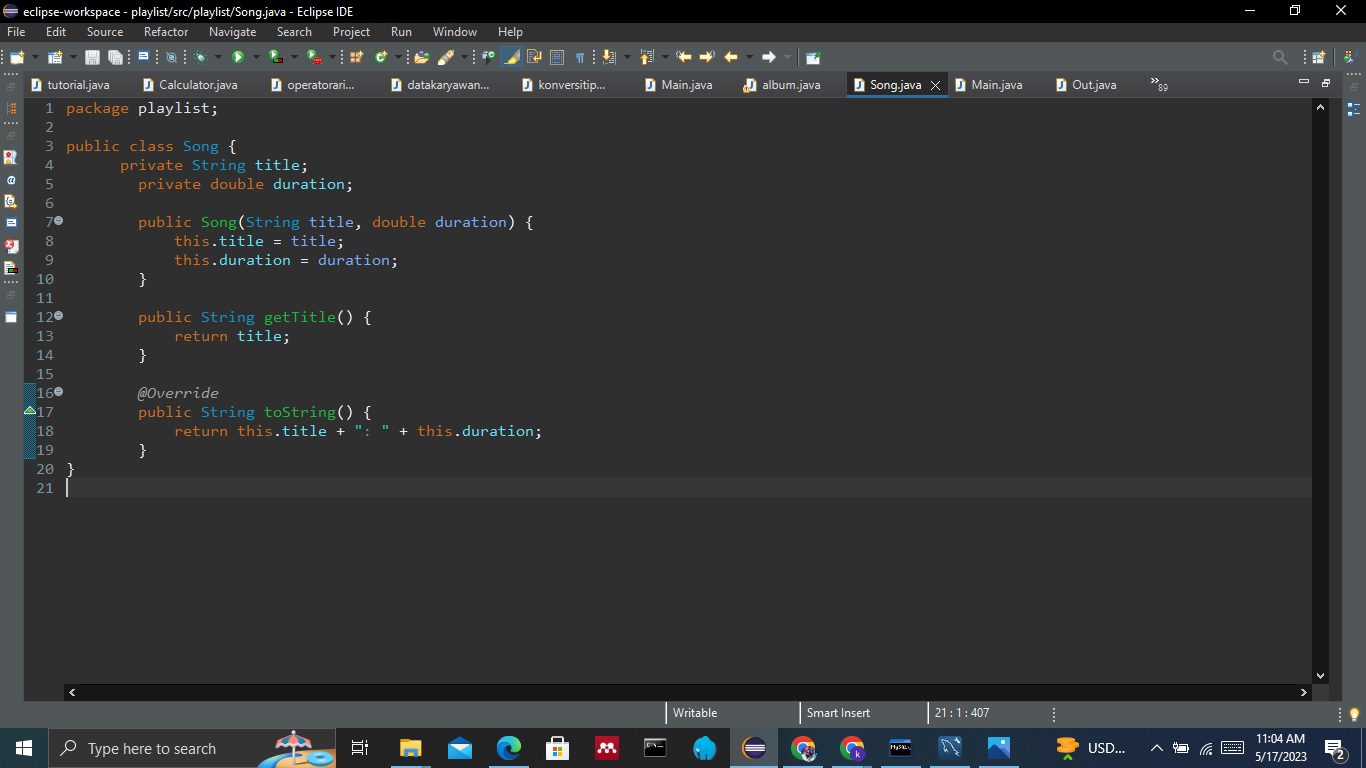 eclipse-workspace - playlist/src/playlist/Song.java - Eclipse IDE
File Edit Source Refactor Navigate Search Project Run Window Help
tutorial.java Calculator.java operatorari... datakaryawan... konversitip... Main.java album.java Song.java Main.java Out.java 89
1 package playlist;
2
3 public class Song {
4 private String title;
5 private double duration;
6
7 public Song(String title, double duration) {
8 this.title = title;
9 this.duration = duration;
10 }
11
12 public String getTitle() {
13 return title;
14 }
15
16 @Override
17 public String toString() {
18 return this.title + ": " + this.duration;
19 }
20 }
21
Writable Smart Insert 21 : 1 : 407
Type here to search
USD...
11:04 AM
5/17/2023
2